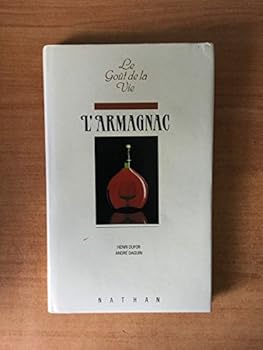 Le
Goût de la
Vie
L'ARMAGNAC
HENRI DUFOR
ANDRÉ DAGUIN
NATHAN